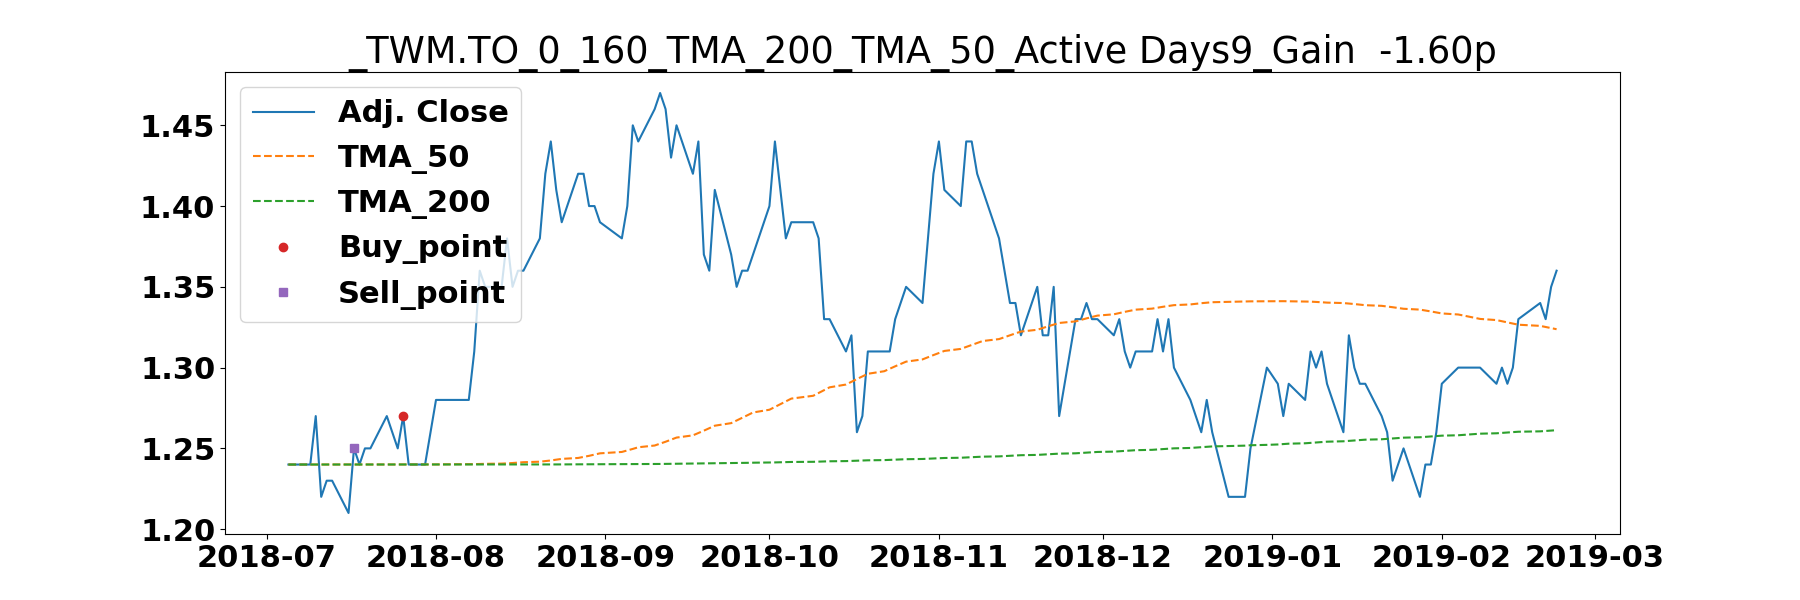 _TWM.TO_0_160_TMA_200_TMA_50_Active Days9_Gain  -1.60p
Adj. Close
TMA_50
TMA_200
Buy_point
Sell_point
1.45
1.40
1.35
1.30
1.25
1.20
2018-07 2018-08 2018-09 2018-10 2018-11 2018-12 2019-01 2019-02 2019-03